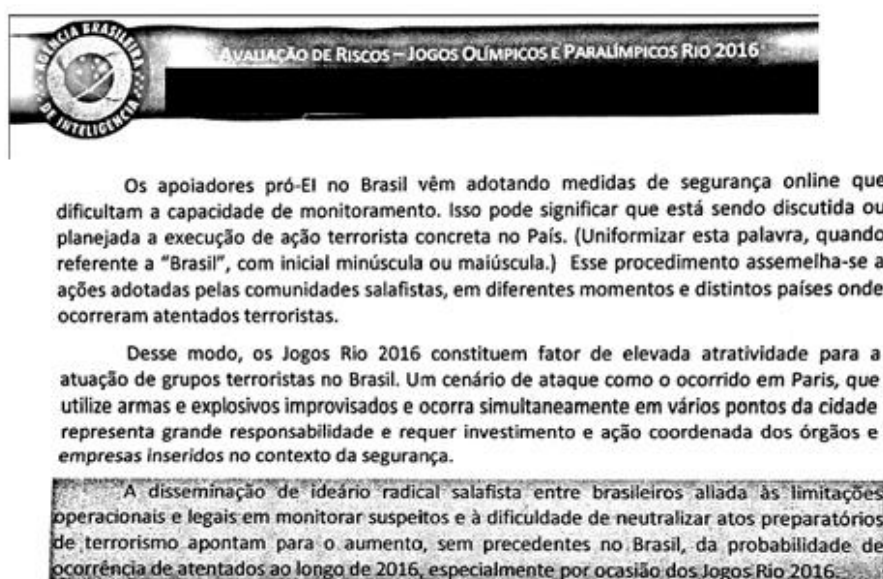 AGÊNCIA BRASILEIRA
DE INTELIGÊNCIA
AVALIAÇÃO DE RISCOS – JOGOS OLÍMPICOS E PARALÍMPICOS RIO 2016
Os apoiadores pró-EI no Brasil vêm adotando medidas de segurança online que
dificultam a capacidade de monitoramento. Isso pode significar que está sendo discutida ou
planejada a execução de ação terrorista concreta no País. (Uniformizar esta palavra, quando
referente a "Brasil", com inicial minúscula ou maiúscula.) Esse procedimento assemelha-se a
ações adotadas pelas comunidades salafistas, em diferentes momentos e distintos países onde
ocorreram atentados terroristas.
Desse modo, os Jogos Rio 2016 constituem fator de elevada atratividade para a
atuação de grupos terroristas no Brasil. Um cenário de ataque como o ocorrido em Paris, que
utilize armas e explosivos improvisados e ocorra simultaneamente em vários pontos da cidade
representa grande responsabilidade e requer investimento e ação coordenada dos órgãos e
empresas inseridos no contexto da segurança.
A disseminação de ideário radical salafista entre brasileiros aliada às limitações
operacionais e legais em monitorar suspeitos e à dificuldade de neutralizar atos preparatórios
de terrorismo apontam para o aumento, sem precedentes no Brasil, da probabilidade de
ocorrência de atentados ao longo de 2016, especialmente por ocasião dos Jogos Rio 2016.